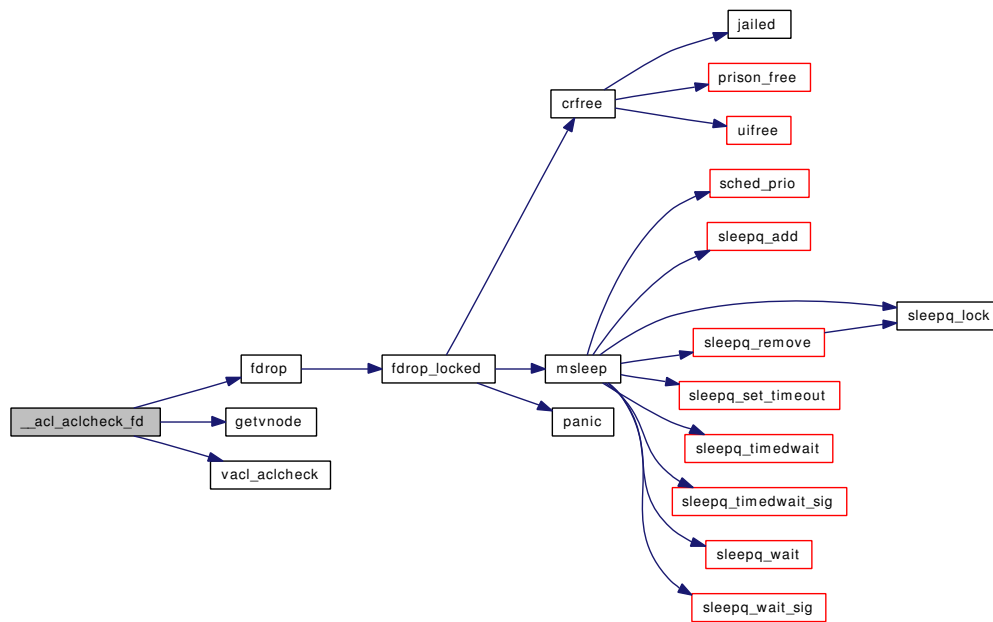 jailed
prison_free
crfree
uifree
sched_prio
sleepq_add
sleepq_lock
sleepq_remove
fdrop
fdrop_locked
msleep
sleepq_set_timeout
__acl_aclcheck_fd
getvnode
panic
sleepq_timedwait
vacl_aclcheck
sleepq_timedwait_sig
sleepq_wait
sleepq_wait_sig